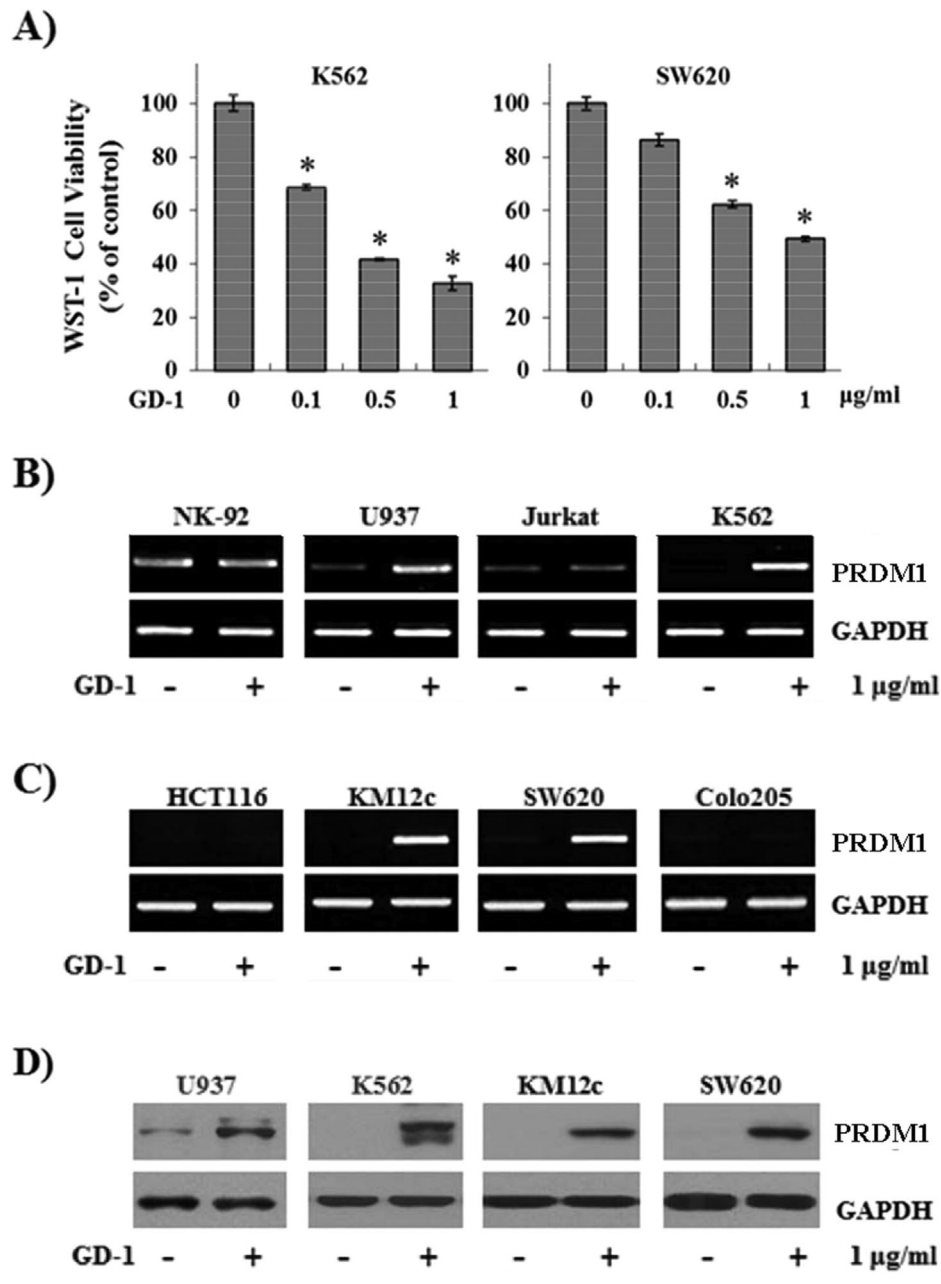 A)
K562 SW620
WST-1 Cell Viability
(% of control)
100 100
80 80
60 60
40 40
20 20
0 0
* * * * *
GD-1 0 0.1 0.5 1 0 0.1 0.5 1 µg/ml
B)
NK-92 U937 Jurkat K562
PRDM1
GAPDH
GD-1 - + - + - + - + 1 µg/ml
C)
HCT116 KM12c SW620 Colo205
PRDM1
GAPDH
GD-1 - + - + - + - + 1 µg/ml
D)
U937 K562 KM12c SW620
PRDM1
GAPDH
GD-1 - + - + - + - + 1 µg/ml